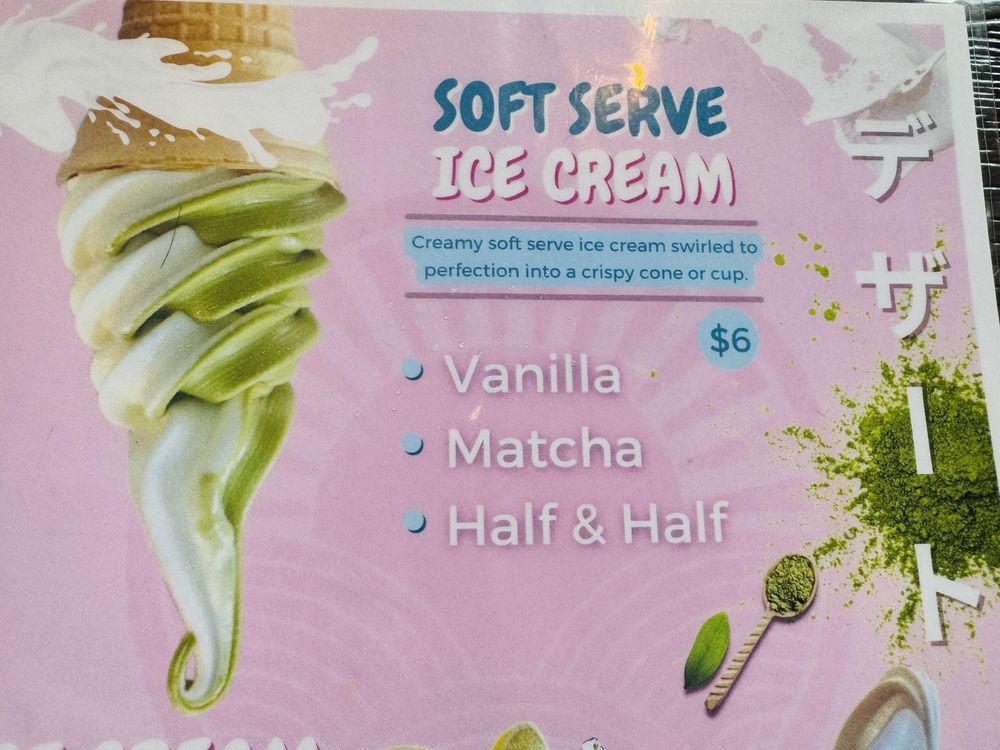 SOFT SERVE
ICE CREAM
Creamy soft serve ice cream swirled to
perfection into a crispy cone or cup.
$6
• Vanilla
• Matcha
• Half & Half
デザート
CREAM